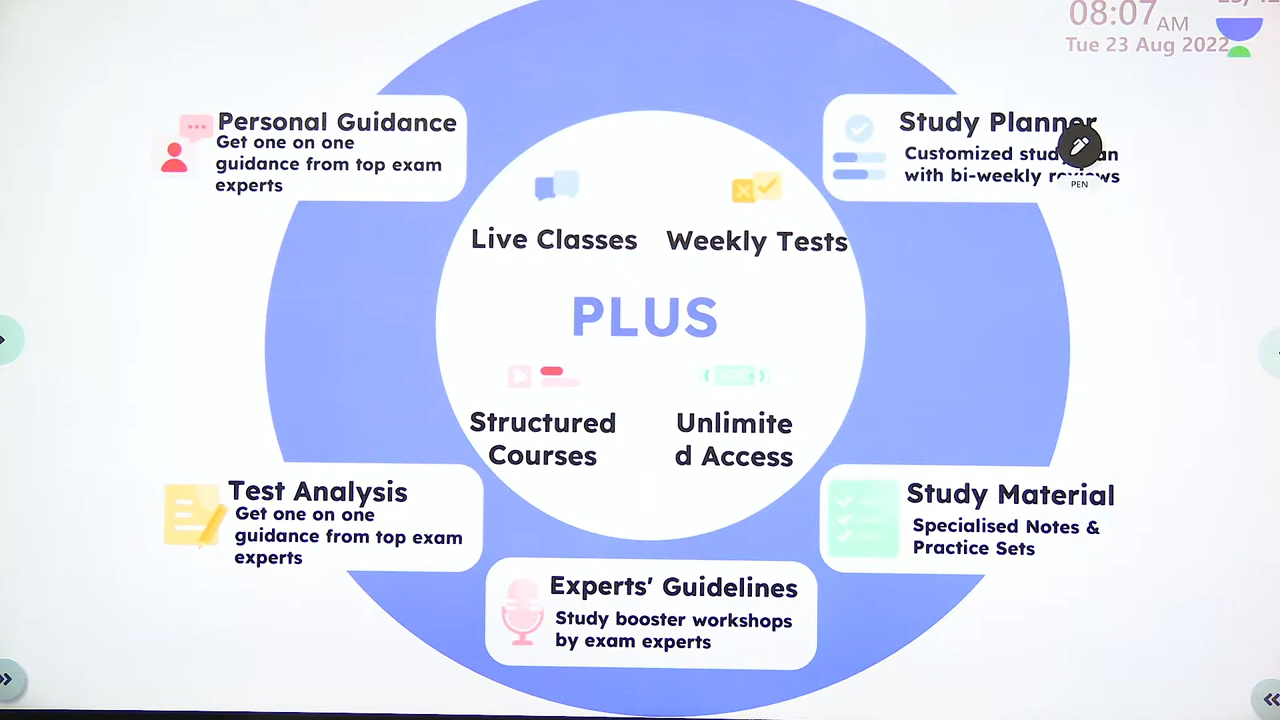 08:07 AM
Tue 23 Aug 2022
Personal Guidance
Get one on one
guidance from top exam
experts
Study Planner
Customized study
with bi-weekly reviews
PEN
Live Classes
Weekly Tests
PLUS
Structured
Courses
Unlimite
d Access
Test Analysis
Get one on one
guidance from top exam
experts
Study Material
Specialised Notes &
Practice Sets
Experts' Guidelines
Study booster workshops
by exam experts